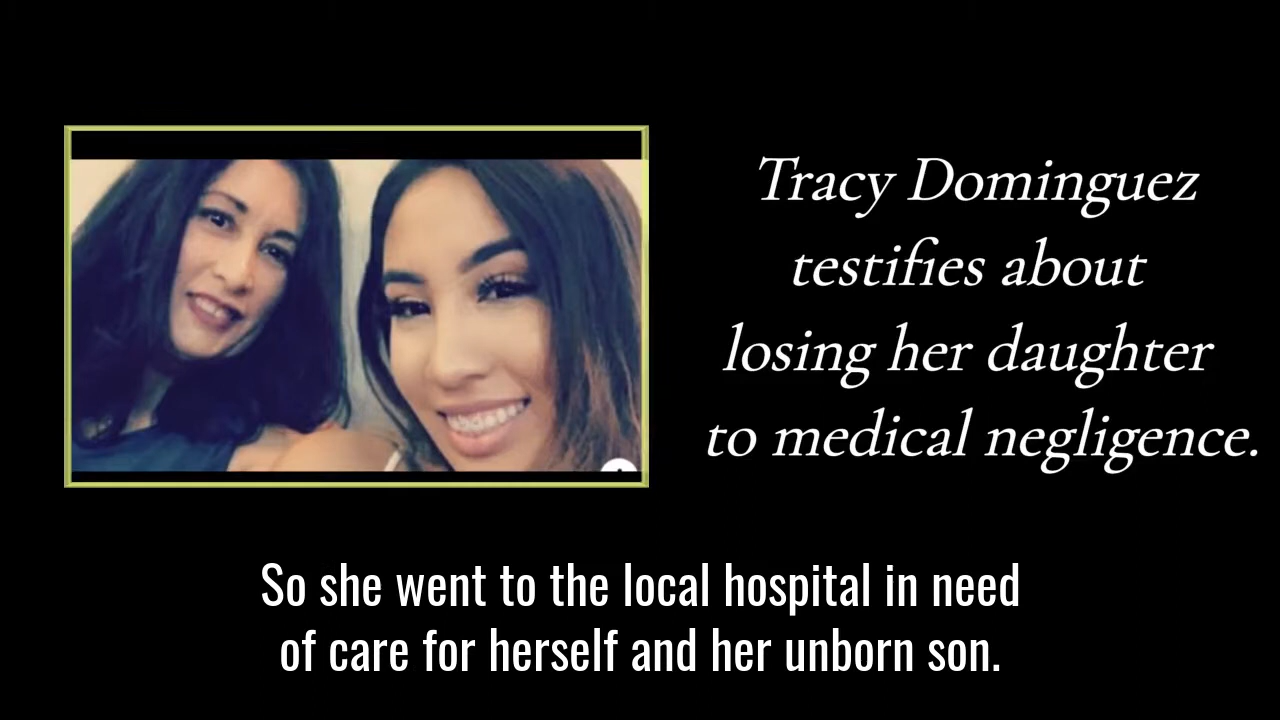 Tracy Dominguez
testifies about
losing her daughter
to medical negligence.
So she went to the local hospital in need
of care for herself and her unborn son.